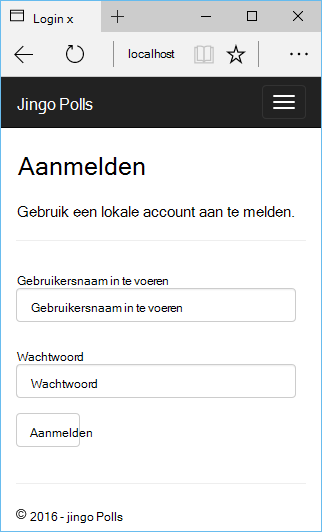 Login x
localhost
Jingo Polls
Aanmelden
Gebruik een lokale account aan te melden.
Gebruikersnaam in te voeren
Gebruikersnaam in te voeren
Wachtwoord
Wachtwoord
Aanmelden
© 2016 - jingo Polls